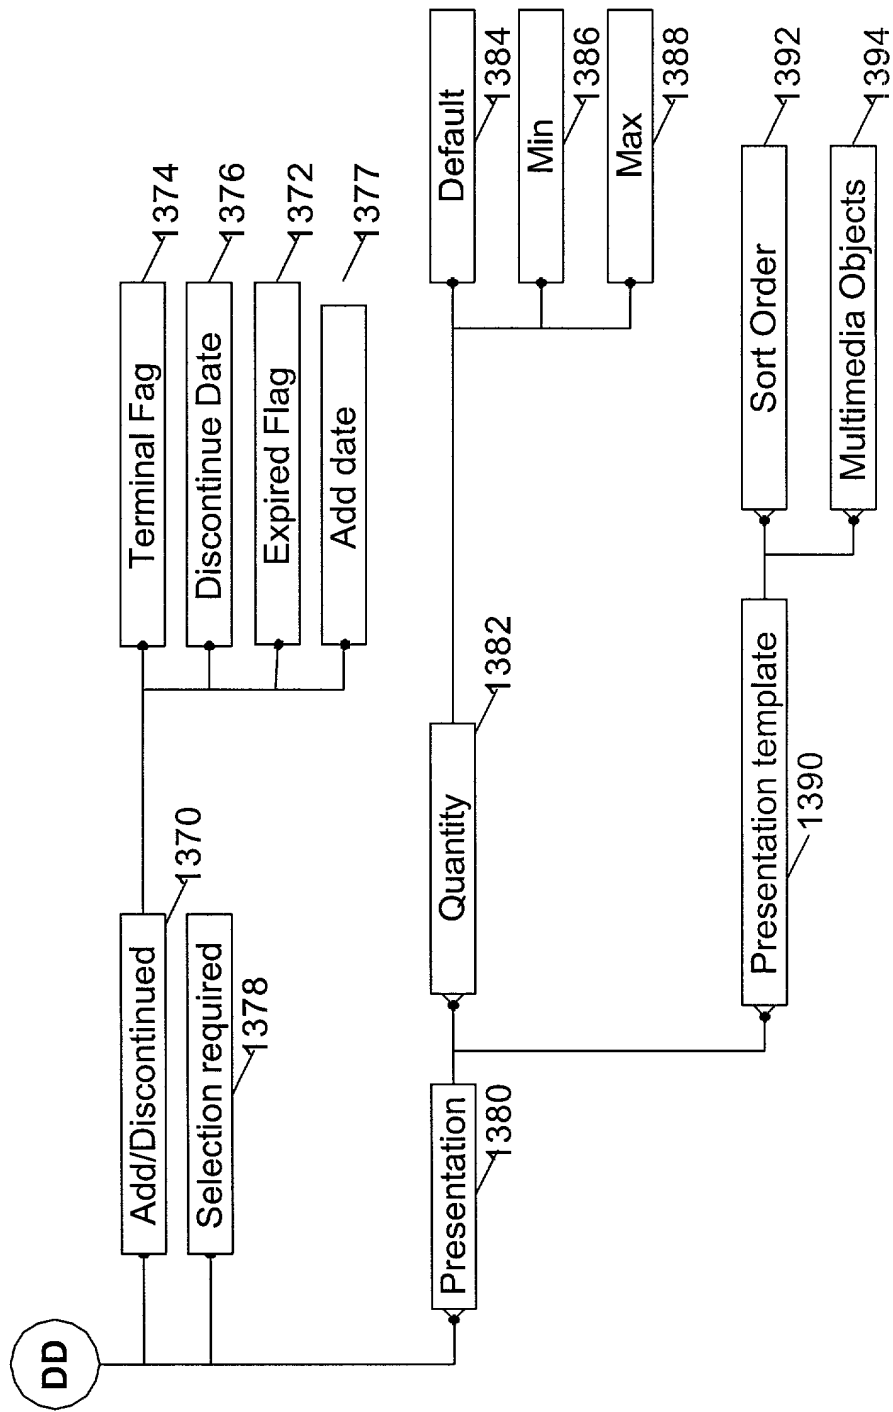 DD
Add/Discontinued
1370
Terminal Fag
1374
Discontinue Date
1376
Expired Flag
1372
Add date
1377
Selection required
1378
Presentation
1380
Quantity
1382
Default
1384
Min
1386
Max
1388
Presentation template
1390
Sort Order
1392
Multimedia Objects
1394